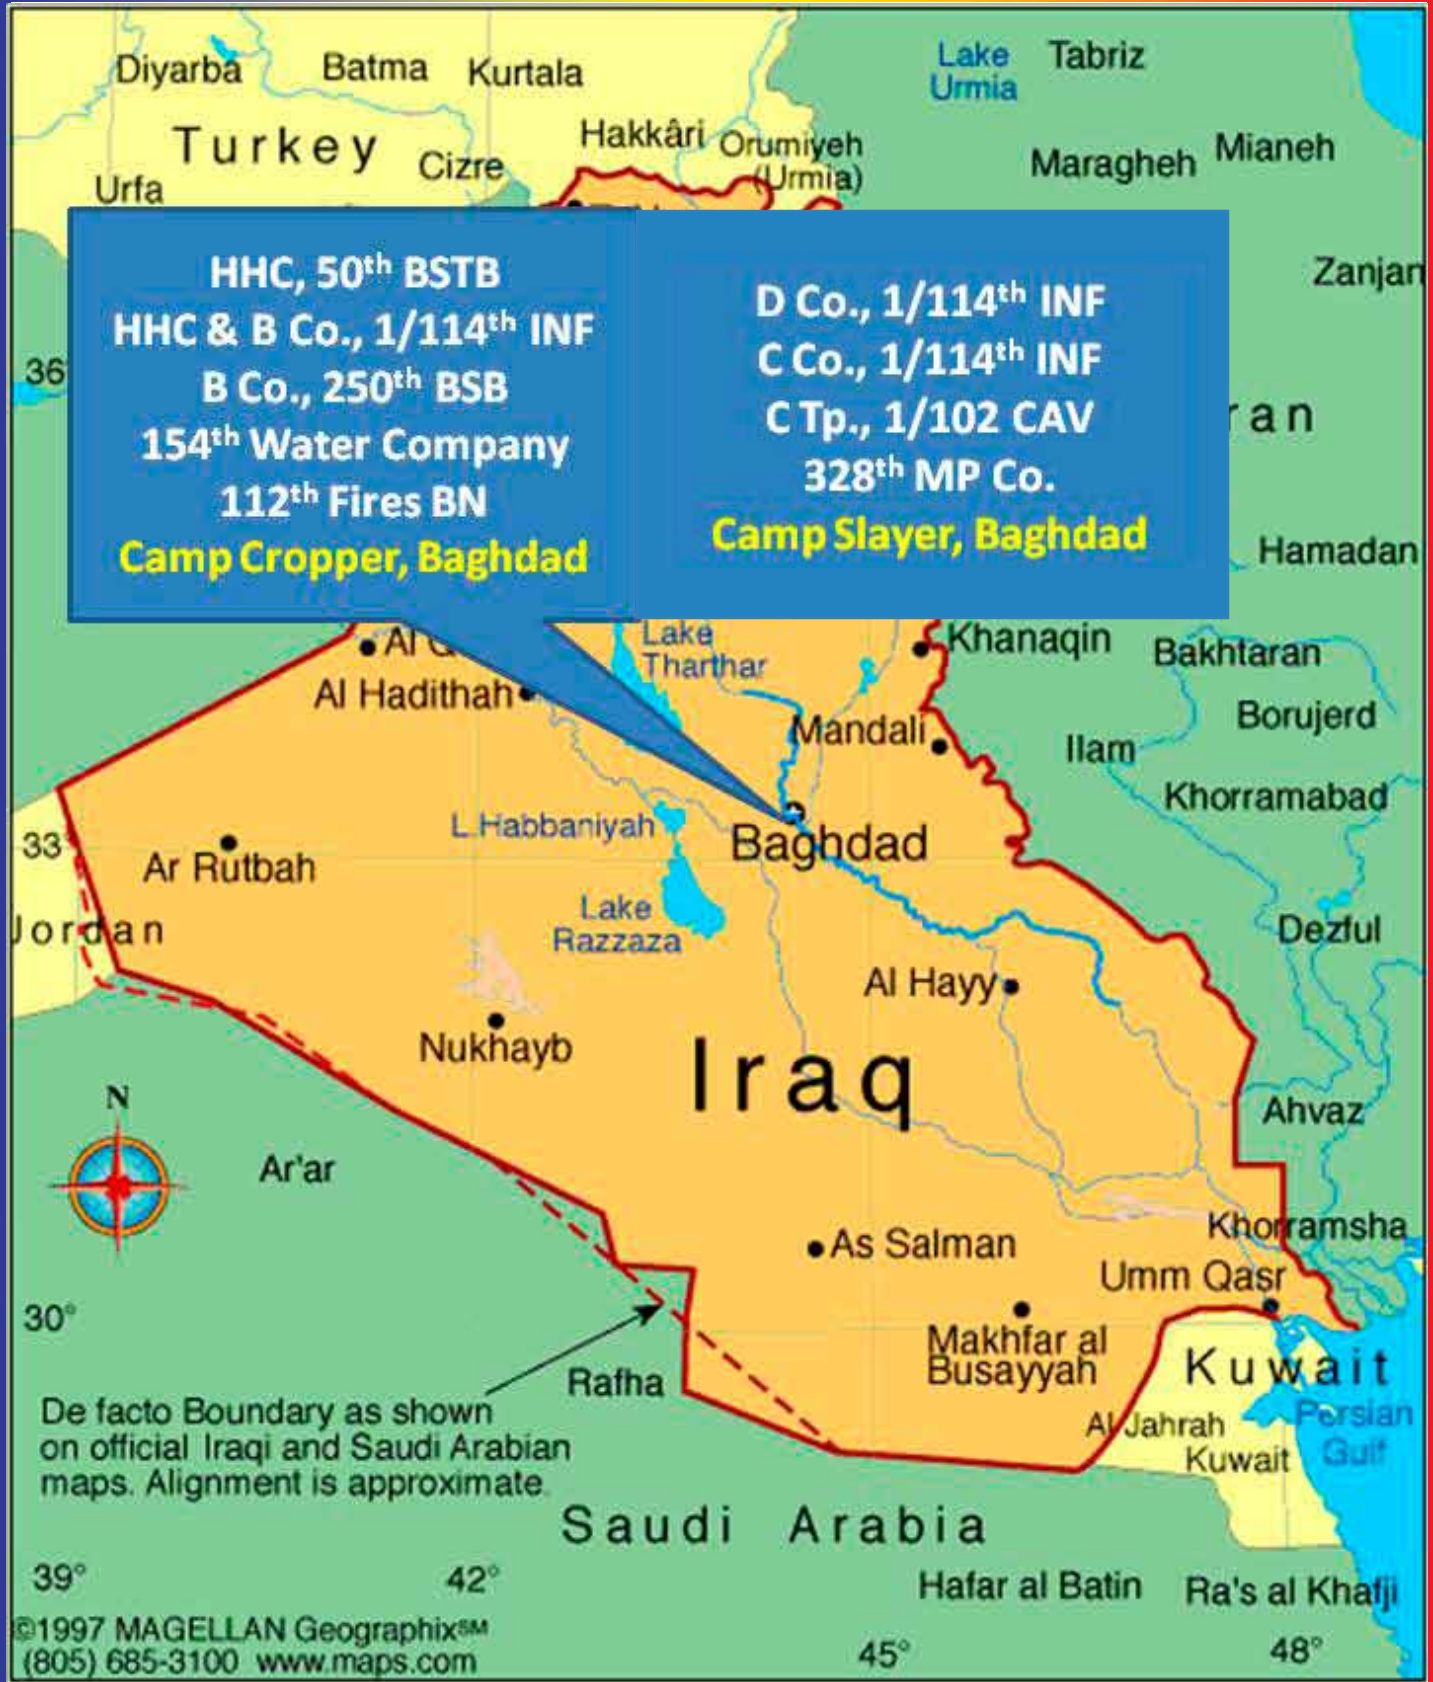 Diyarba Batma Kurtala
Lake
Urmia
Tabriz
Turkey
Hakkâri
Orumiyeh
(Urmia)
Cizre
Urfa
Maragheh
Mianeh
Zanjan
HHC, 50th BSTB
HHC & B Co., 1/114th INF
B Co., 250th BSB
154th Water Company
112th Fires BN
Camp Cropper, Baghdad
D Co., 1/114th INF
C Co., 1/114th INF
C Tp., 1/102 CAV
328th MP Co.
Camp Slayer, Baghdad
36
ran
Hamadan
Al
Lake
Tharthar
Khanaqin
Bakhtaran
Al Hadithah
Mandali
Borujerd
Ilam
Khorramabad
L.Habbaniyah
33
Baghdad
Ar Rutbah
Lake
Razzaza
Jordan
Dezful
Al Hayy
Nukhayb
Iraq
N
Ahvaz
Ar'ar
Khorramsha
As Salman
Umm Qasr
30°
Makhfar al
Busayyah
Kuwait
Rafha
De facto Boundary as shown
on official Iraqi and Saudi Arabian
maps. Alignment is approximate.
Al Jahrah
Kuwait
Persian
Gulf
Saudi Arabia
39°
42°
Hafar al Batin
Ra's al Khafji
©1997 MAGELLAN Geographix℠
(805) 685-3100 www.maps.com
45°
48°